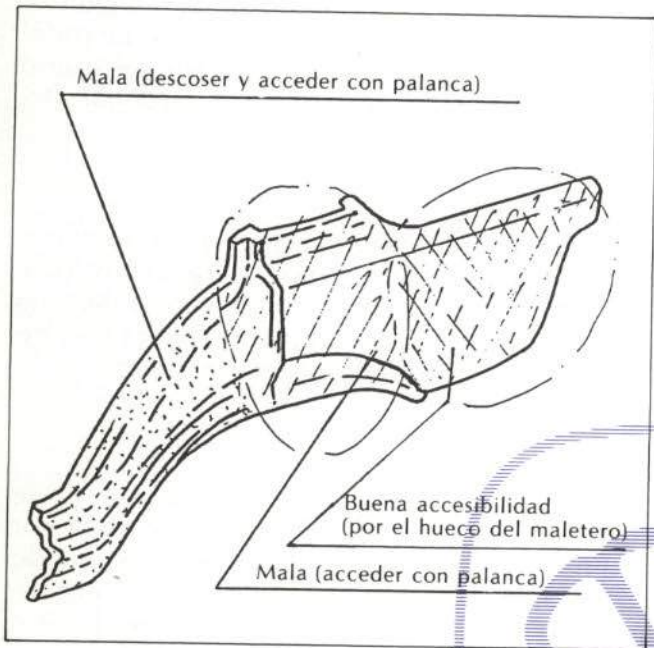 Mala (descoser y acceder con palanca)
Buena accesibilidad
(por el hueco del maletero)
Mala (acceder con palanca)